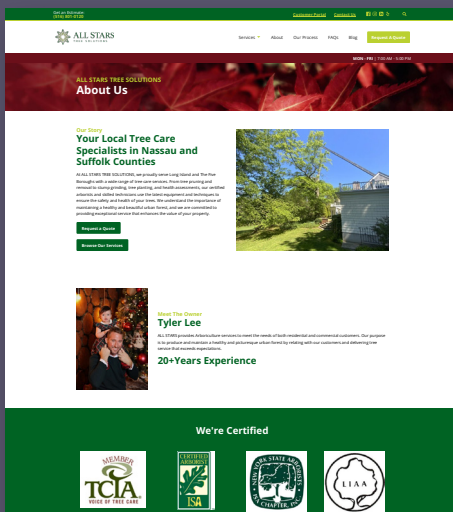 Get an Estimate
(516) 881-0120
Customer Portal
Contact Us
ALL STARS
TREE SOLUTIONS
Services
About
Our Process
FAQs
Blog
Request A Quote
MON - FRI | 7:00 AM - 5:00 PM
ALL STARS TREE SOLUTIONS
About Us
Our Story
Your Local Tree Care
Specialists in Nassau and
Suffolk Counties
At ALL STARS TREE SOLUTIONS, we proudly serve Long Island and The Five
Boroughs with a wide range of tree care services. From tree pruning and
removal to stump grinding, tree planting, and health assessments, our certified
arborists and skilled technicians use the latest equipment and techniques to
ensure the safety and health of your trees. We understand the importance of
maintaining a healthy and beautiful urban forest, and we are committed to
providing exceptional service that enhances the value of your property.
Request a Quote
Browse Our Services
Meet The Owner
Tyler Lee
ALL STARS provides Arboriculture services to meet the needs of both residential and commercial customers. Our purpose
is to produce and maintain a healthy and picturesque urban forest by relating with our customers and delivering tree
service that exceeds expectations.
20+Years Experience
We're Certified
MEMBER
TCIA
VOICE OF TREE CARE
CERTIFIED
ARBORIST
ISA
NEW YORK STATE ARBORISTS
ISA CHAPTER, INC.
LIAA